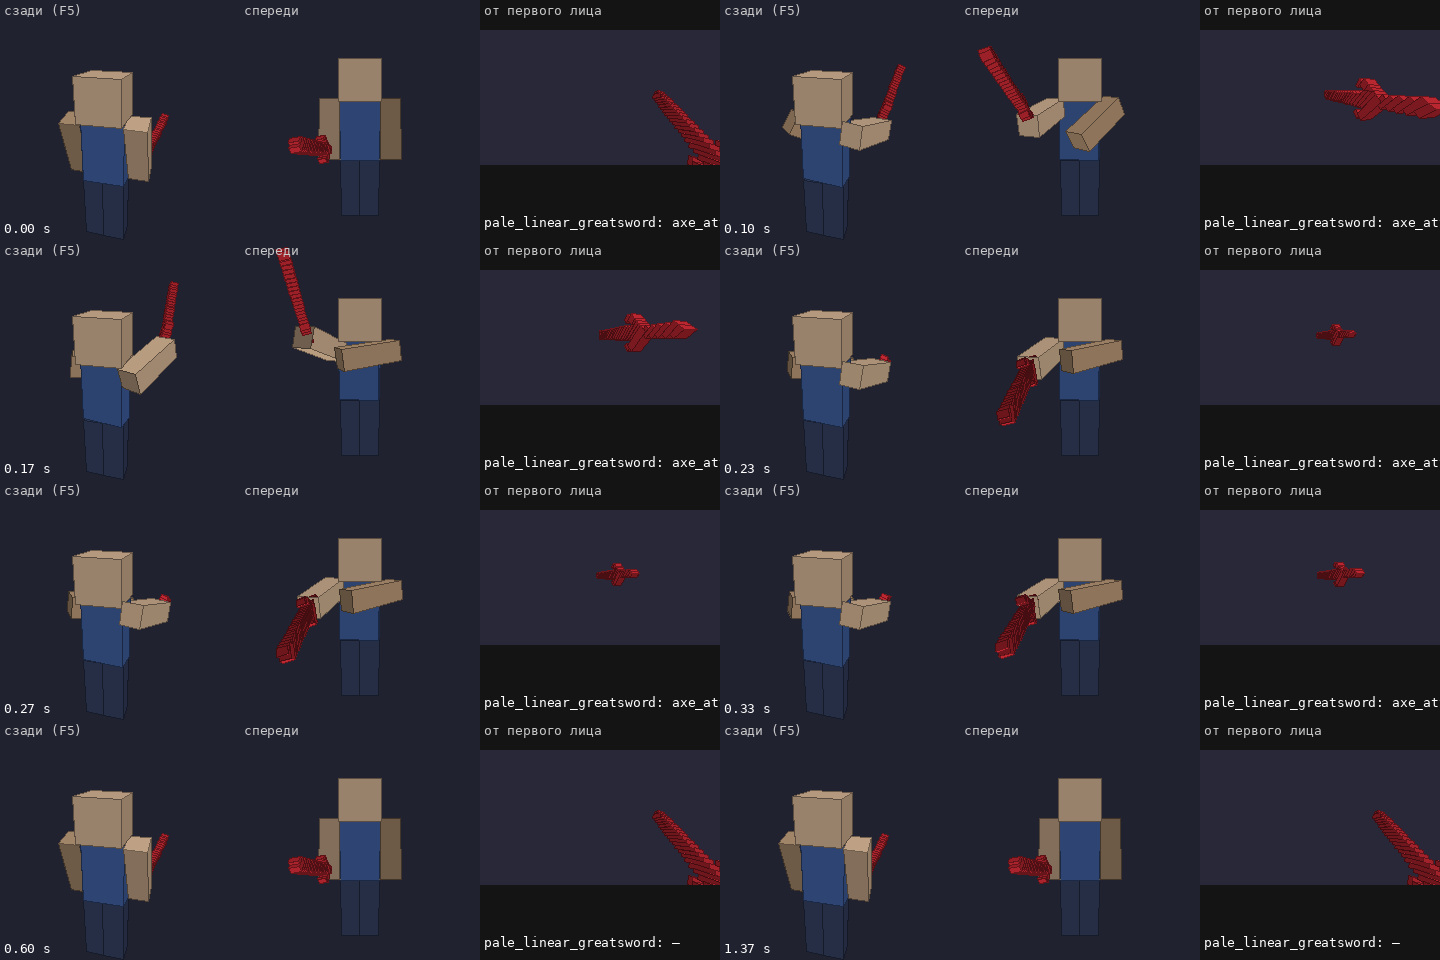 сзади (F5) спереди от первого лица
0.00 s pale_linear_greatsword: axe_at
сзади (F5) спереди от первого лица
0.10 s pale_linear_greatsword: axe_at
сзади (F5) спереди от первого лица
0.17 s pale_linear_greatsword: axe_at
сзади (F5) спереди от первого лица
0.23 s pale_linear_greatsword: axe_at
сзади (F5) спереди от первого лица
0.27 s pale_linear_greatsword: axe_at
сзади (F5) спереди от первого лица
0.33 s pale_linear_greatsword: axe_at
сзади (F5) спереди от первого лица
0.60 s pale_linear_greatsword: —
сзади (F5) спереди от первого лица
1.37 s pale_linear_greatsword: —